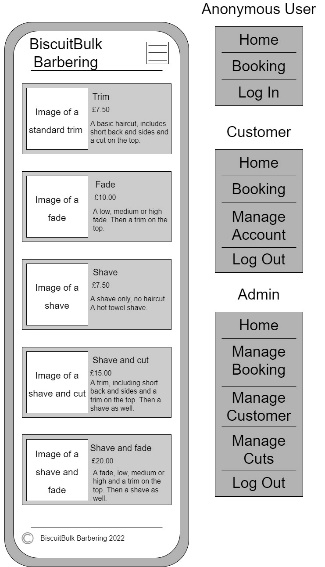 BiscuitBulk
Barbering
Image of a
standard trim
Trim
£7.50
A basic haircut, includes
short back and sides and
a cut on the top.
Image of a
fade
Fade
£10.00
A low, medium or high
fade. Then a trim on the
top.
Image of a
shave
Shave
£7.50
A shave only, no haircut.
A hot towel shave.
Image of a
shave and cut
Shave and cut
£15.00
A trim, including short
back and sides and a
trim on the top. Then a
shave as well.
Image of a
shave and
fade
Shave and fade
£20.00
A fade, low, medium or
high and a trim on the
top. Then a shave as
well.
© BiscuitBulk Barbering 2022
Anonymous User
Home
Booking
Log In
Customer
Home
Booking
Manage
Account
Log Out
Admin
Home
Manage
Booking
Manage
Customer
Manage
Cuts
Log Out